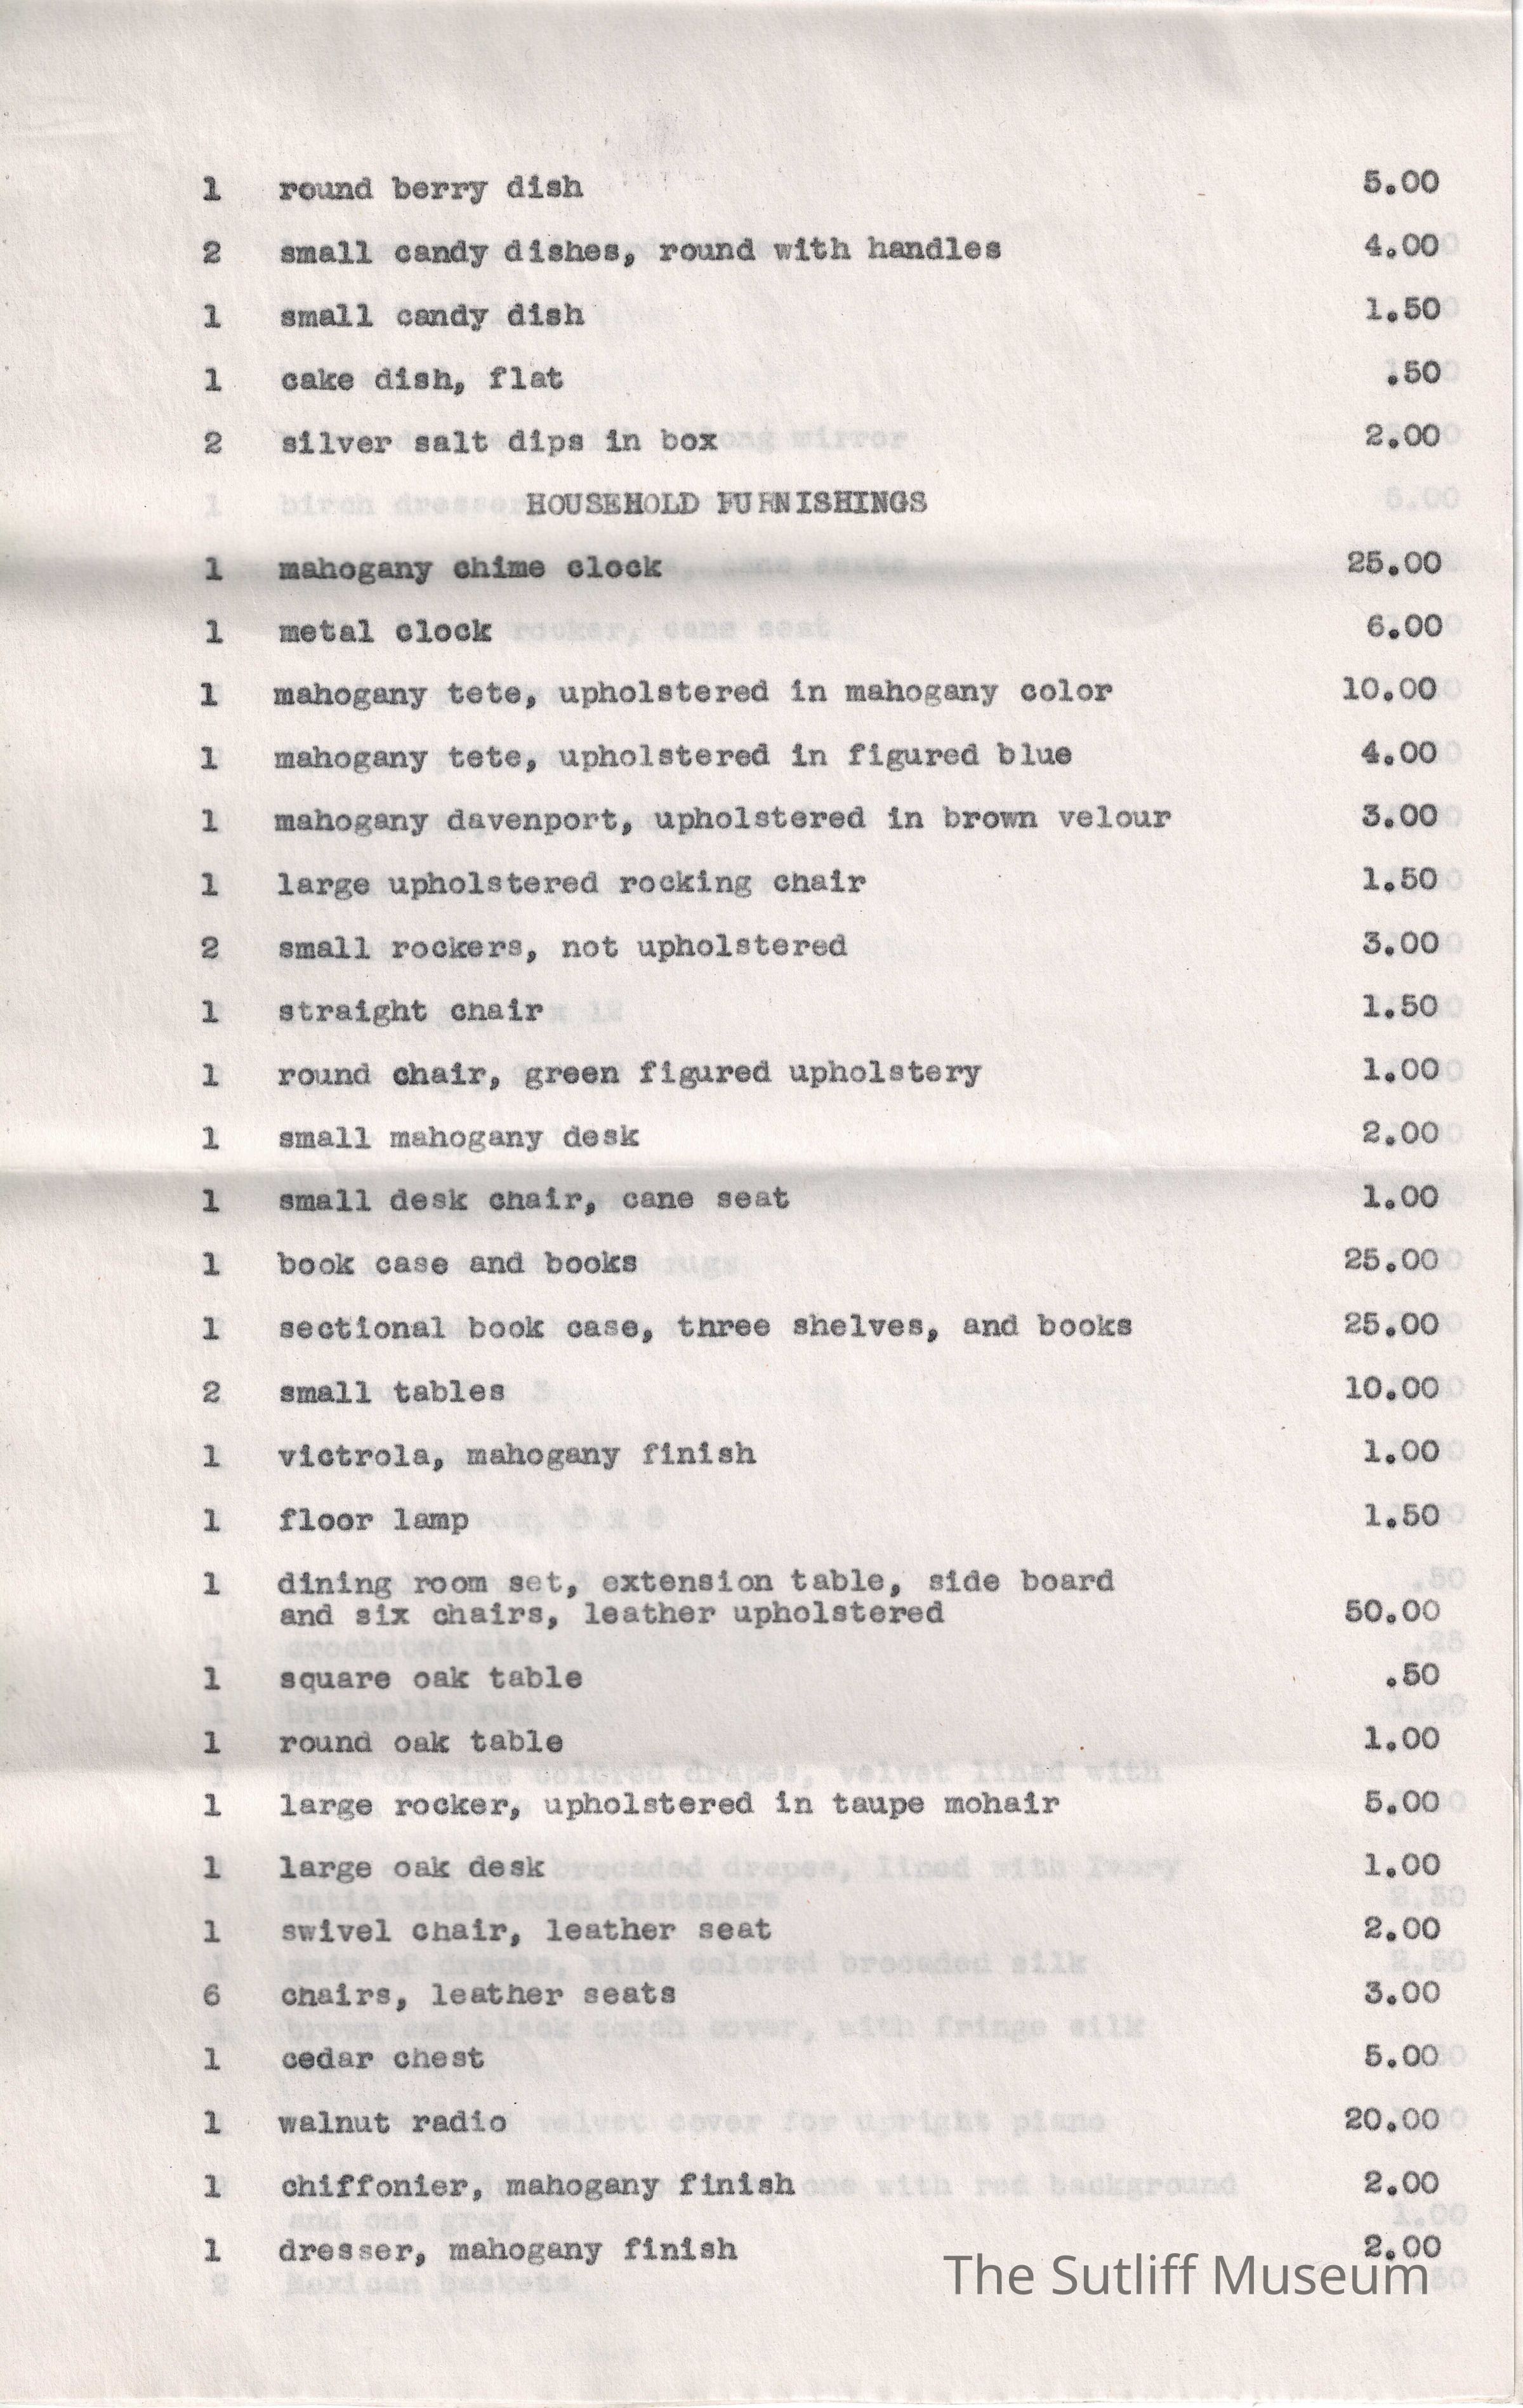 1 round berry dish 5.00
2 small candy dishes, round with handles 4.00
1 small candy dish 1.50
1 cake dish, flat .50
2 silver salt dips in box 2.00
HOUSEHOLD FURNISHINGS
1 mahogany chime clock 25.00
1 metal clock 6.00
1 mahogany tete, upholstered in mahogany color 10.00
1 mahogany tete, upholstered in figured blue 4.00
1 mahogany davenport, upholstered in brown velour 3.00
1 large upholstered rocking chair 1.50
2 small rockers, not upholstered 3.00
1 straight chair 1.50
1 round chair, green figured upholstery 1.00
1 small mahogany desk 2.00
1 small desk chair, cane seat 1.00
1 book case and books 25.00
1 sectional book case, three shelves, and books 25.00
2 small tables 10.00
1 victrola, mahogany finish 1.00
1 floor lamp 1.50
1 dining room set, extension table, side board
and six chairs, leather upholstered 50.00
1 square oak table .50
1 round oak table 1.00
1 large rocker, upholstered in taupe mohair 5.00
1 large oak desk 1.00
1 swivel chair, leather seat 2.00
6 chairs, leather seats 3.00
1 cedar chest 5.00
1 walnut radio 20.00
1 chiffonier, mahogany finish 2.00
1 dresser, mahogany finish 2.00
The Sutliff Museum